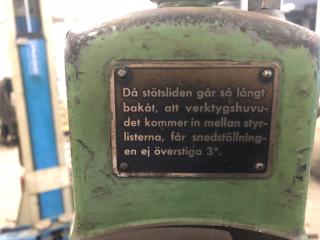 Då stötsliden går så långt
bakåt, att verktygshuvu-
det kommer in mellan styr-
listerna, får snedställning-
en ej överstiga 3°.